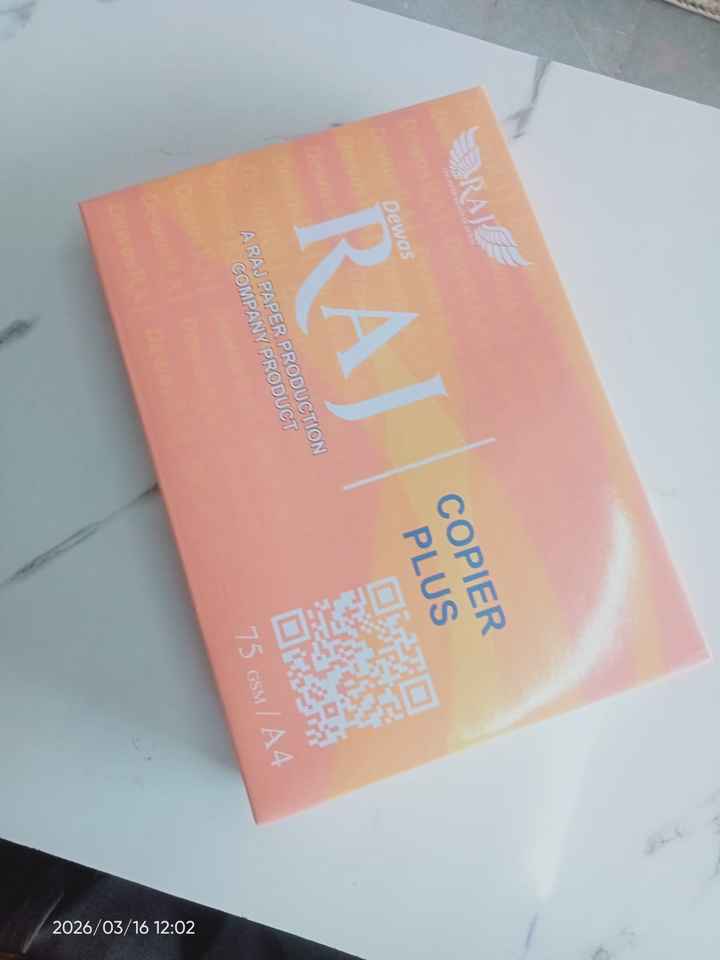 RAJ
Dewas
RAJ
A RAJ PAPER PRODUCTION
COMPANY PRODUCT
COPIER
PLUS
75 GSM / A4
2026/03/16 12:02